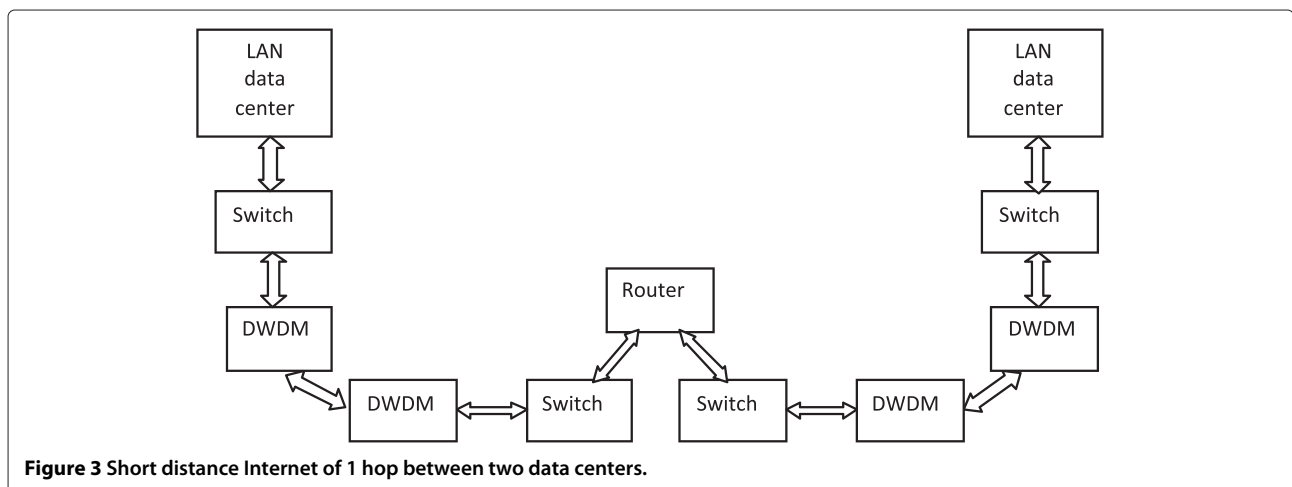 LAN
data
center
LAN
data
center
Switch
Switch
Router
DWDM
DWDM
DWDM
Switch
Switch
DWDM
Figure 3 Short distance Internet of 1 hop between two data centers.